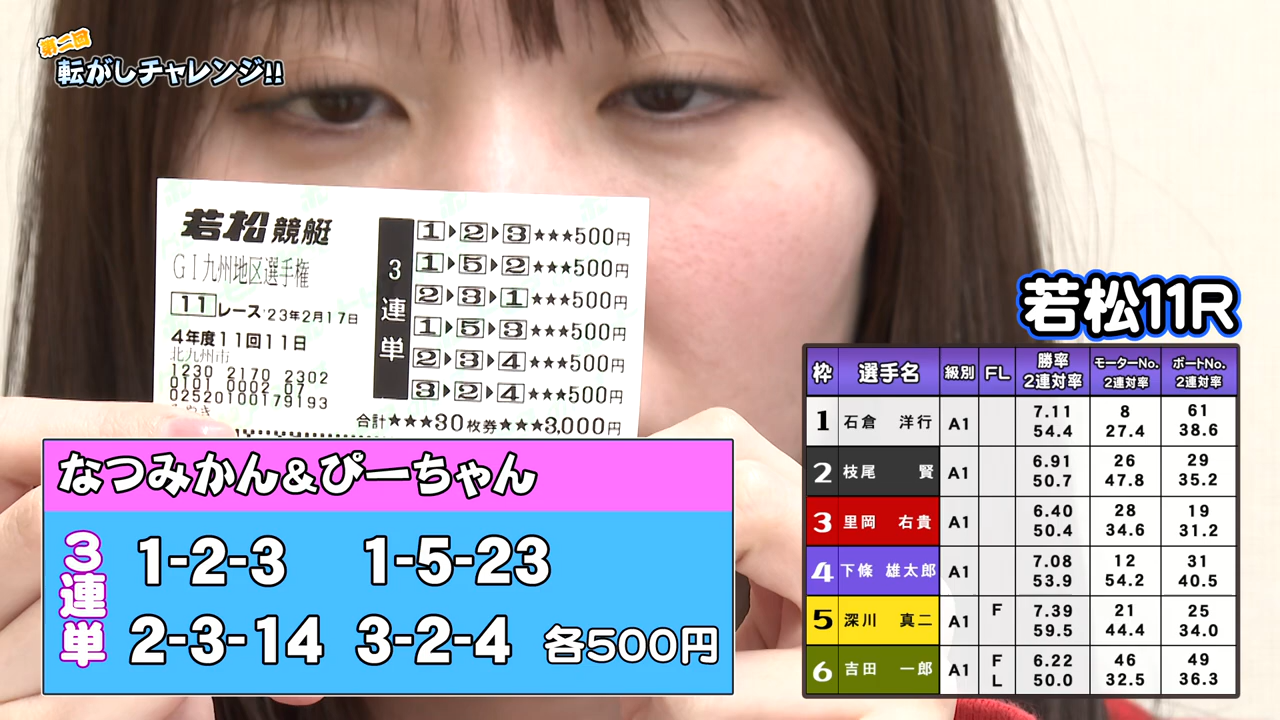 第二回
転がしチャレンジ!!
若松競艇
GⅠ九州地区選手権
11レース'23年2月17日
4年度11回11日
北九州市
1230 2170 2302
0101 0002 07
025201001 79193
3連単
1▶2▶3★★★500円
1▶5▶2★★★500円
2▶3▶1★★★500円
1▶5▶3★★★500円
2▶3▶4★★★500円
3▶2▶4★★★500円
合計★★★30枚券★★★3,000円
なつみかん&ぴーちゃん
3連単
1-2-3 1-5-23
2-3-14 3-2-4 各500円
若松11R
枠 選手名 級別 FL 勝率 2連対率 モーターNo. 2連対率 ボートNo. 2連対率
1 石倉 洋行 A1 7.11 54.4 8 27.4 61 38.6
2 枝尾 賢 A1 6.91 50.7 26 47.8 29 35.2
3 里岡 右貴 A1 6.40 50.4 28 34.6 19 31.2
4 下條 雄太郎 A1 7.08 53.9 12 54.2 31 40.5
5 深川 真二 A1 F 7.39 59.5 21 44.4 25 34.0
6 吉田 一郎 A1 F L 6.22 50.0 46 32.5 49 36.3